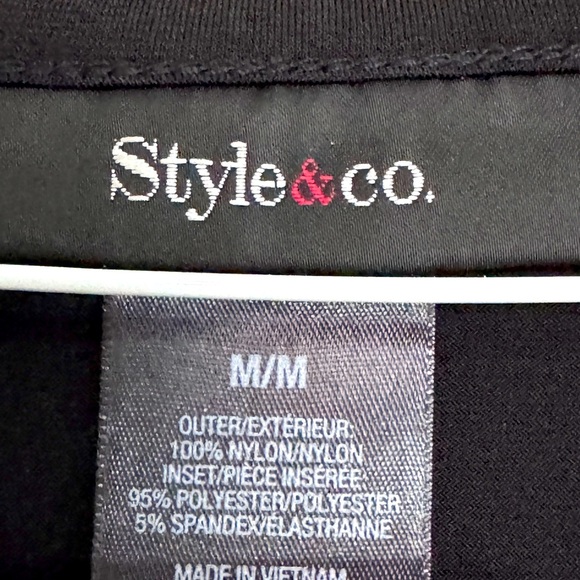 Style&co.
M/M
OUTER/EXTÉRIEUR
100% NYLON/NYLON
INSET/PIÈCE INSÉRÉE
95% POLYESTER/POLYESTER
5% SPANDEX/ÉLASTHANNE
MADE IN VIETNAM